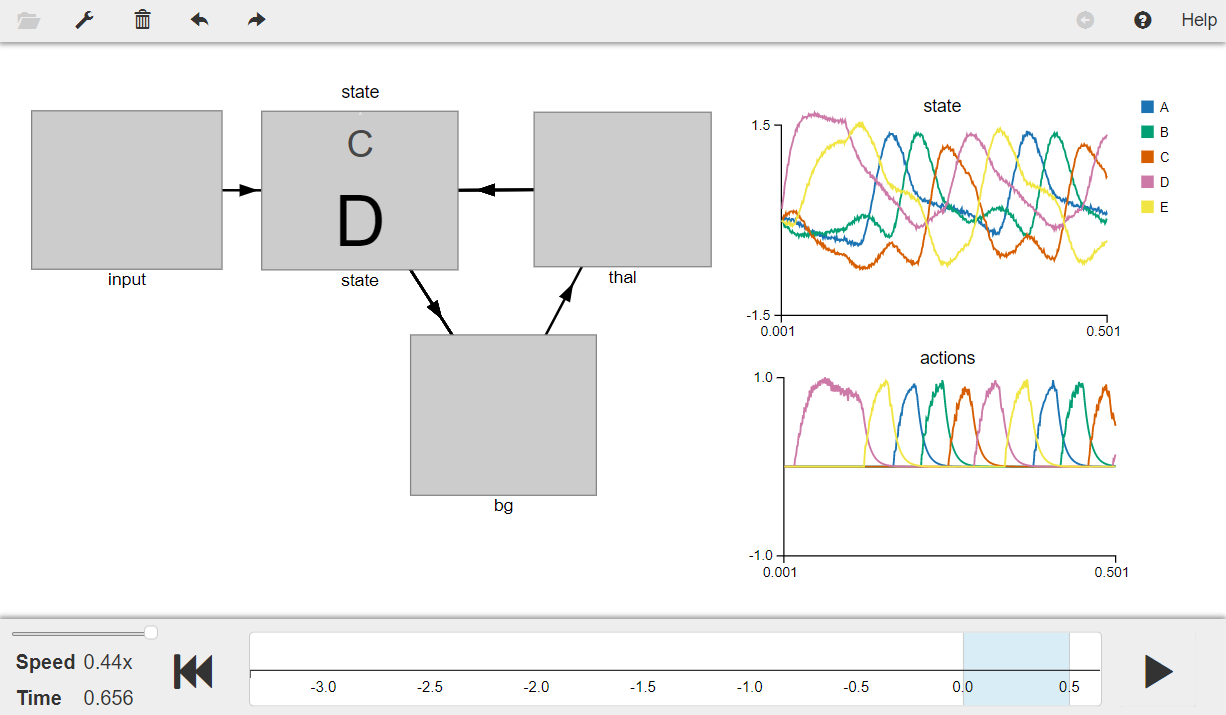 Help
state
C
D
input
state
thal
bg
state
1.5
-1.5
0.001
0.501
A
B
C
D
E
actions
1.0
-1.0
0.001
0.501
Speed 0.44x
Time 0.656
-3.0 -2.5 -2.0 -1.5 -1.0 -0.5 0.0 0.5